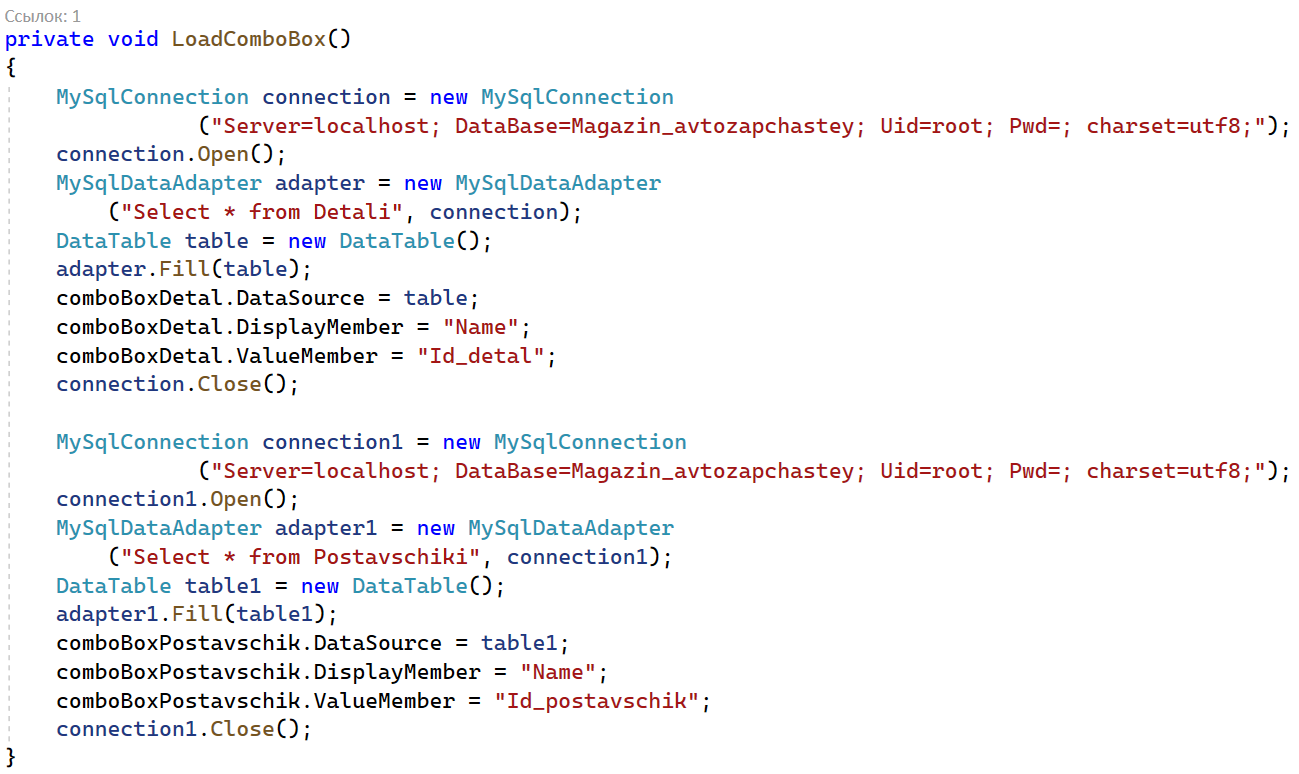 Ссылок: 1
private void LoadComboBox()
{
    MySqlConnection connection = new MySqlConnection
               ("Server=localhost; DataBase=Magazin_avtozapchastey; Uid=root; Pwd=; charset=utf8;");
    connection.Open();
    MySqlDataAdapter adapter = new MySqlDataAdapter
        ("Select * from Detali", connection);
    DataTable table = new DataTable();
    adapter.Fill(table);
    comboBoxDetal.DataSource = table;
    comboBoxDetal.DisplayMember = "Name";
    comboBoxDetal.ValueMember = "Id_detal";
    connection.Close();

    MySqlConnection connection1 = new MySqlConnection
               ("Server=localhost; DataBase=Magazin_avtozapchastey; Uid=root; Pwd=; charset=utf8;");
    connection1.Open();
    MySqlDataAdapter adapter1 = new MySqlDataAdapter
        ("Select * from Postavschiki", connection1);
    DataTable table1 = new DataTable();
    adapter1.Fill(table1);
    comboBoxPostavschik.DataSource = table1;
    comboBoxPostavschik.DisplayMember = "Name";
    comboBoxPostavschik.ValueMember = "Id_postavschik";
    connection1.Close();
}